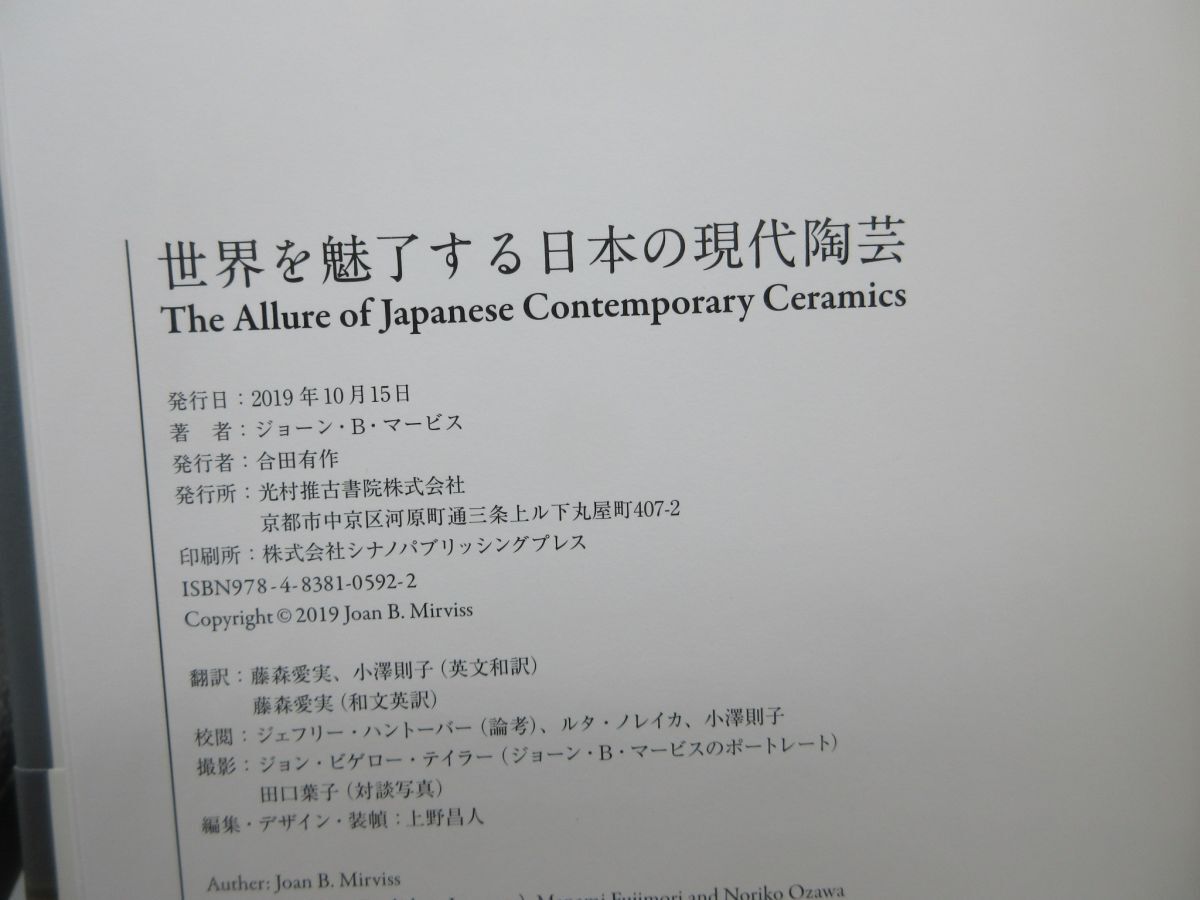 世界を魅了する日本の現代陶芸
The Allure of Japanese Contemporary Ceramics
発行日：2019 年 10 月 15 日
著　者：ジョーン・B・マービス
発行者：合田有作
発行所：光村推古書院株式会社
京都市中京区河原町通三条上ル下丸屋町407-2
印刷所：株式会社シナノパブリッシングプレス
ISBN978-4-8381-0592-2
Copyright © 2019 Joan B. Mirviss
翻訳：藤森愛実、小澤則子（英文和訳）
藤森愛実（和文英訳）
校閲：ジェフリー・ハントーバー（論考）、ルタ・ノレイカ、小澤則子
撮影：ジョン・ビゲロー・テイラー（ジョーン・B・マービスのポートレート）
田口葉子（対談写真）
編集・デザイン・装幀：上野昌人
Auther: Joan B. Mirviss
Manami Fujimori and Noriko Ozawa